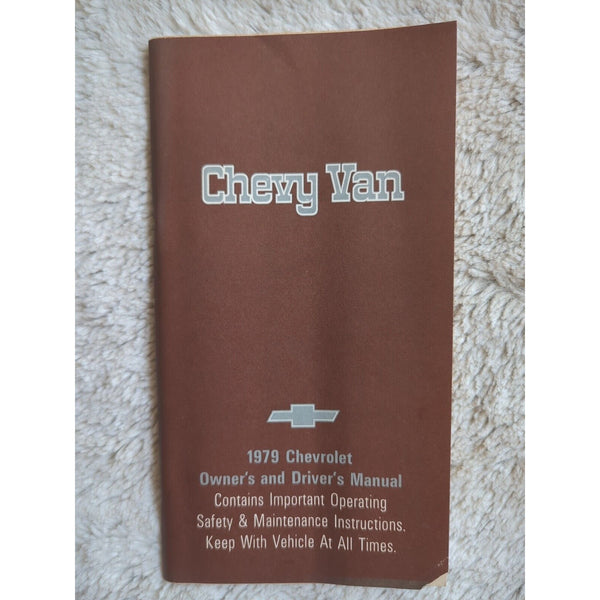 Chevy Van
1979 Chevrolet
Owner's and Driver's Manual
Contains Important Operating
Safety & Maintenance Instructions.
Keep With Vehicle At All Times.